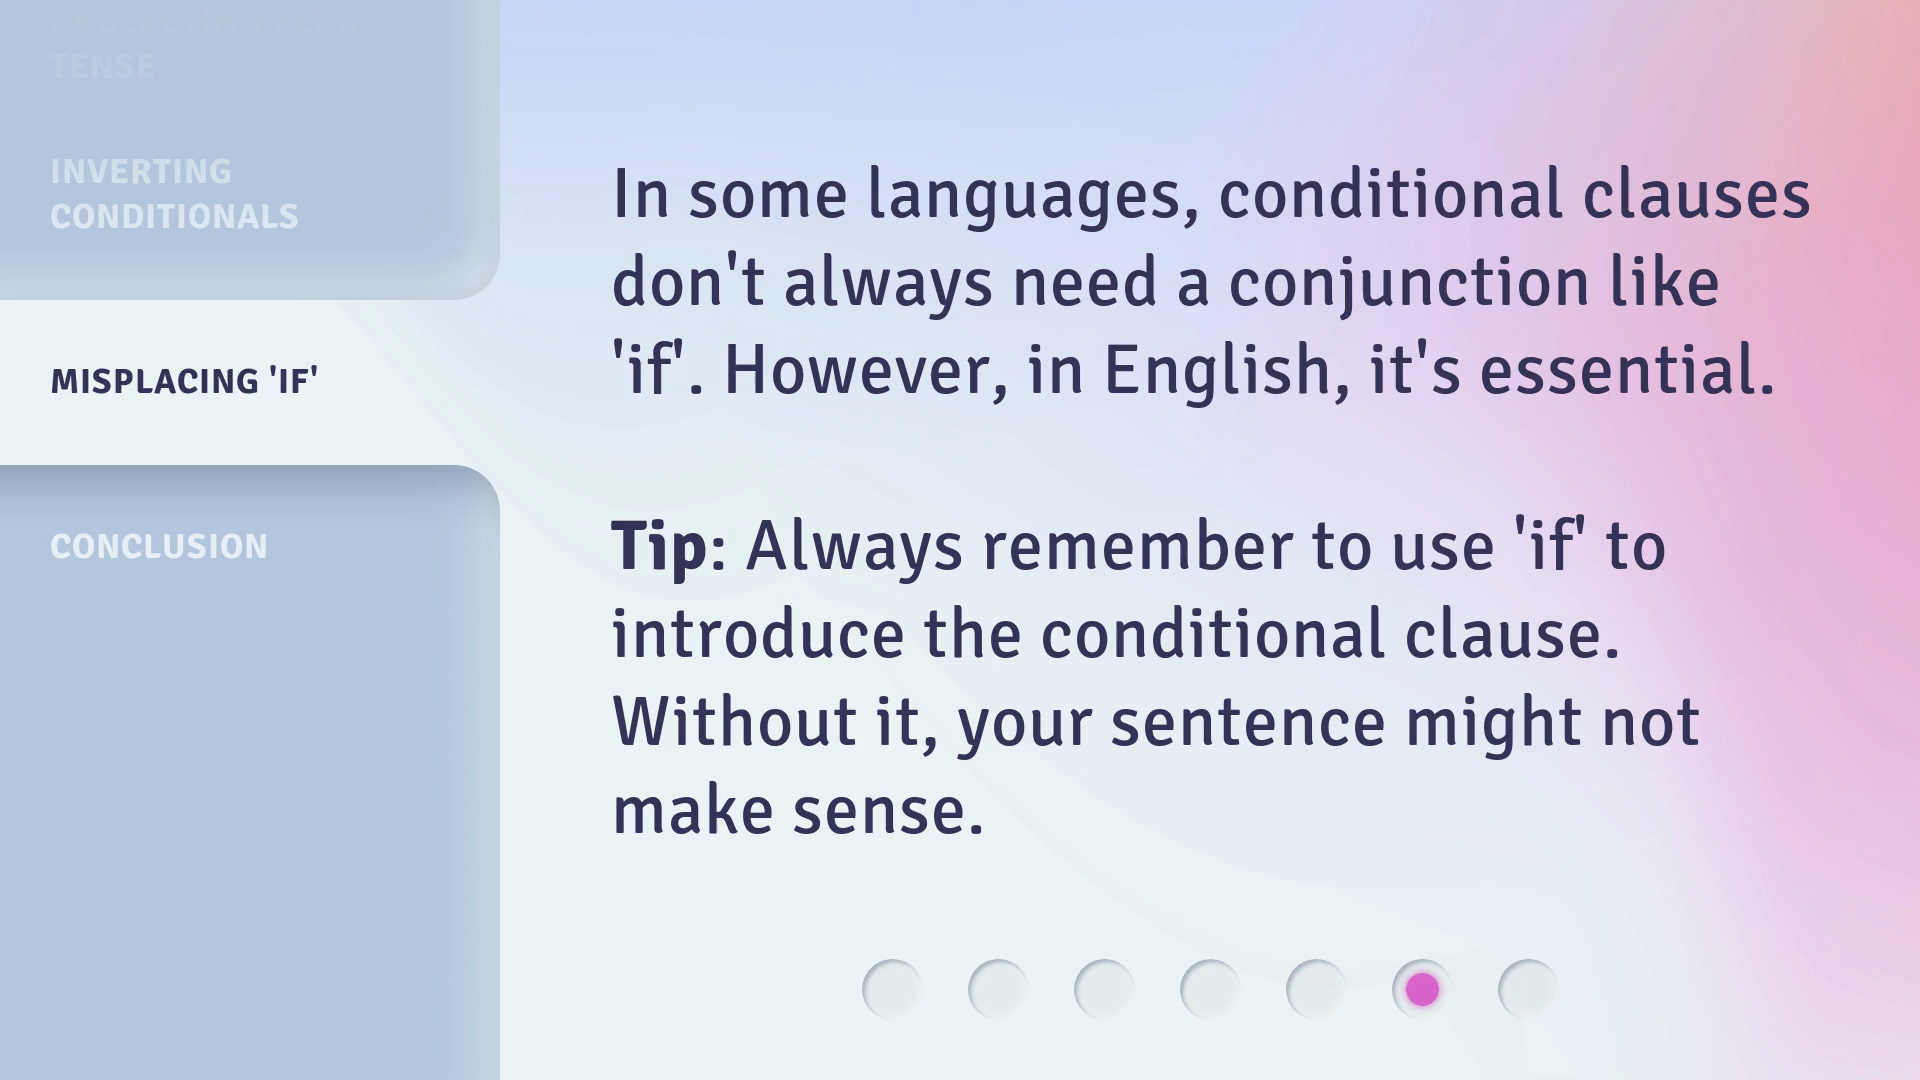 NEGLECTING VERB
TENSE
INVERTING
CONDITIONALS
MISPLACING 'IF'
CONCLUSION
In some languages, conditional clauses
don't always need a conjunction like
'if'. However, in English, it's essential.
Tip: Always remember to use 'if' to
introduce the conditional clause.
Without it, your sentence might not
make sense.